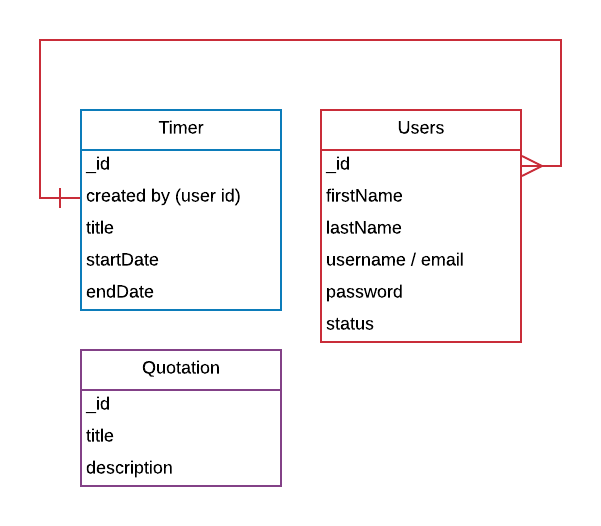 Timer
_id
created by (user id)
title
startDate
endDate
Users
_id
firstName
lastName
username / email
password
status
Quotation
_id
title
description